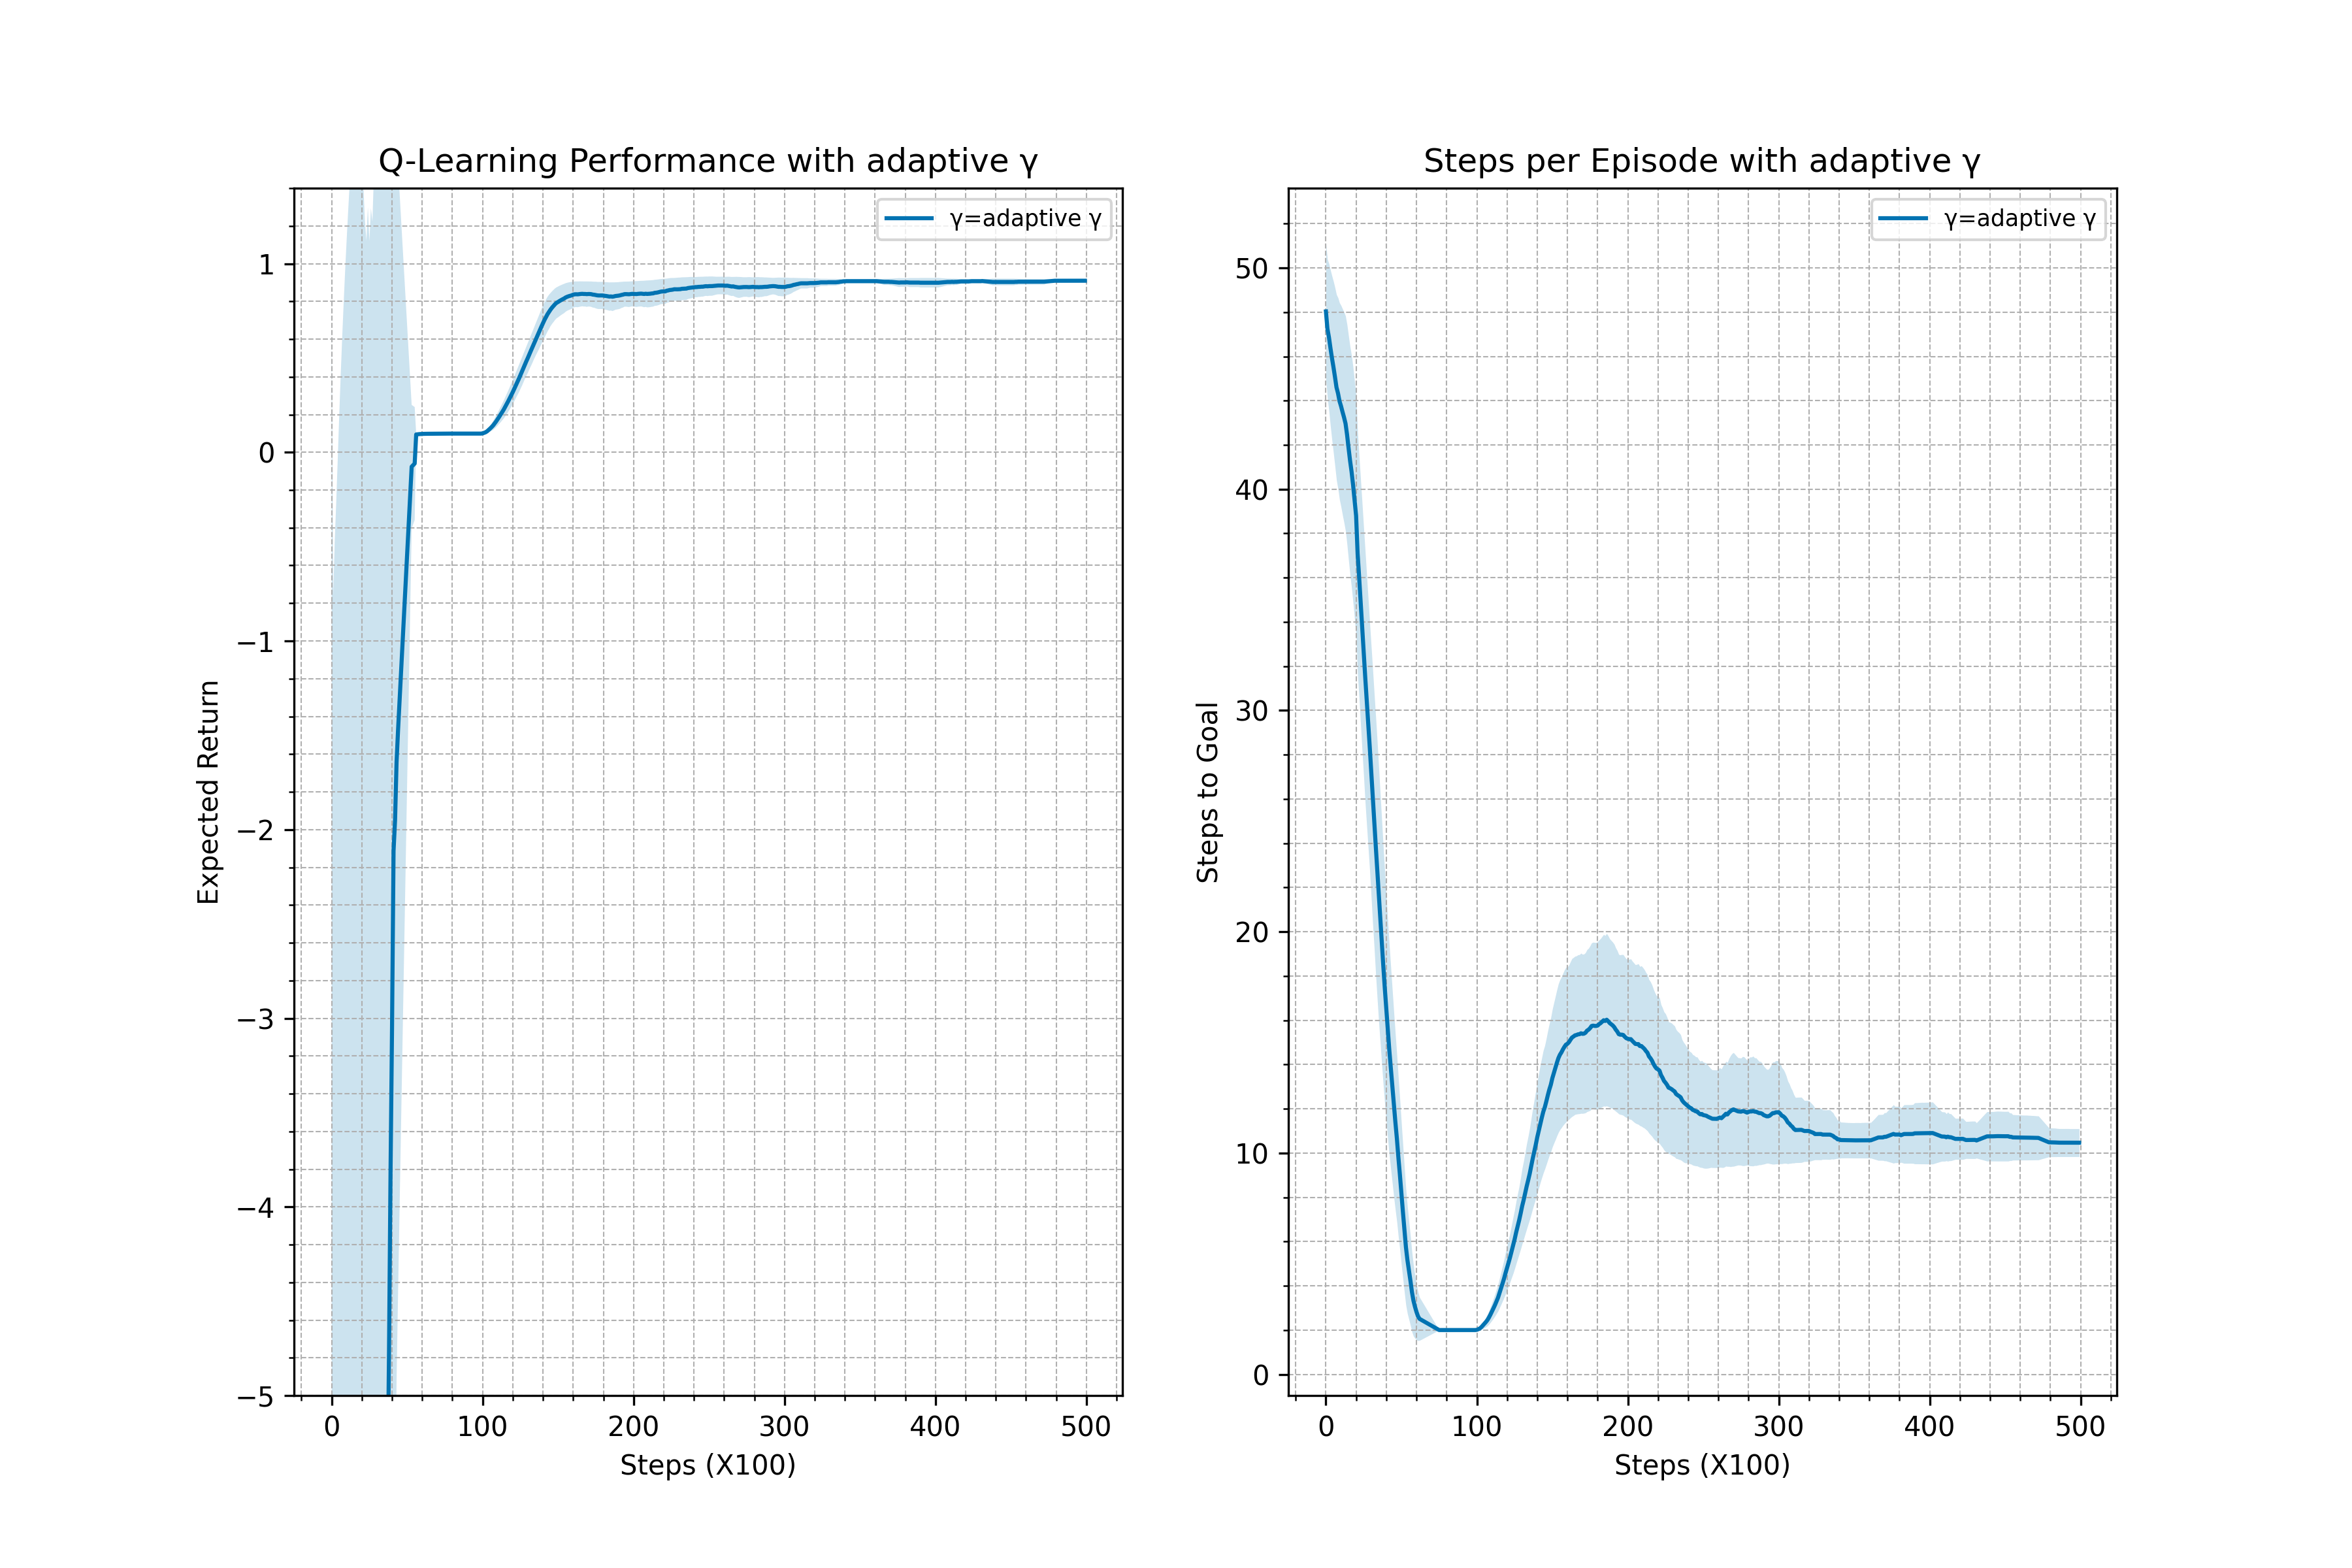 Q-Learning Performance with adaptive γ
γ=adaptive γ
Expected Return
1
0
−1
−2
−3
−4
−5
0 100 200 300 400 500
Steps (X100)
Steps per Episode with adaptive γ
γ=adaptive γ
Steps to Goal
50
40
30
20
10
0
0 100 200 300 400 500
Steps (X100)